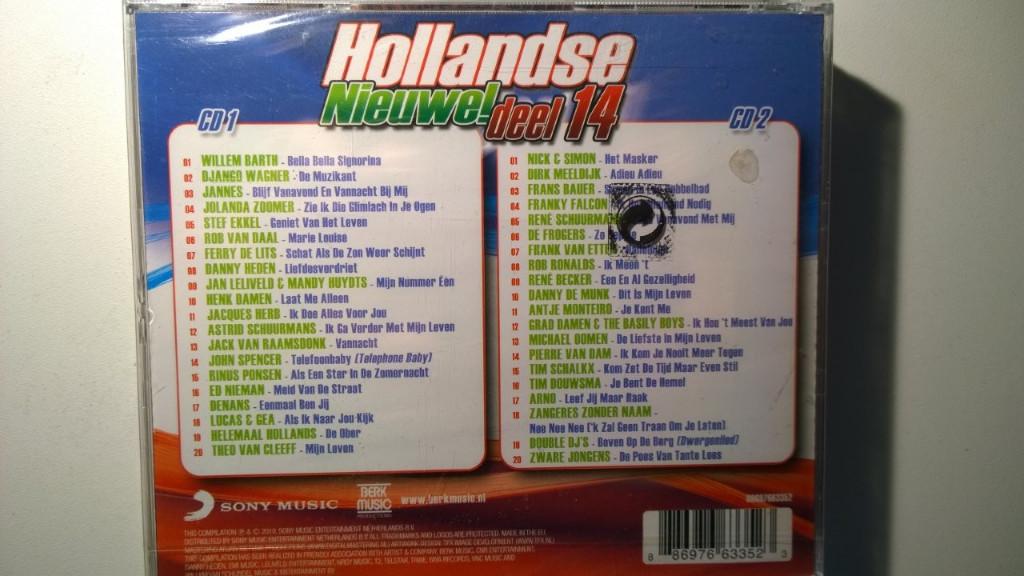 Hollandse
Nieuwe! deel 14
CD 1
01 WILLEM BARTH - Bella Bella Signorina
02 DJANGO WAGNER - De Muzikant
03 JANNES - Blijf Vanavond En Vannacht Bij Mij
04 JOLANDA ZOOMER - Zie Ik Die Glimlach In Je Ogen
05 STEF EKKEL - Geniet Van Het Leven
06 ROB VAN DAAL - Marie Louise
07 FERRY DE LITS - Schat Als De Zon Weer Schijnt
08 DANNY HEDEN - Liefdesverdriet
09 JAN LELIVELD & MANDY HUYDTS - Mijn Nummer Één
10 HENK DAMEN - Laat Me Alleen
11 JACQUES HERB - Ik Doe Alles Voor Jou
12 ASTRID SCHUURMANS - Ik Ga Verder Met Mijn Leven
13 JACK VAN RAAMSDONK - Vannacht
14 JOHN SPENCER - Telefoonbaby (Telephone Baby)
15 RINUS PONSEN - Als Een Ster In De Zomernacht
16 ED NIEMAN - Meid Van De Straat
17 DENANS - Eenmaal Ben Jij
18 LUCAS & GEA - Als Ik Naar Jou Kijk
19 HELEMAAL HOLLANDS - De Ober
20 THEO VAN CLEEFF - Mijn Leven
CD 2
01 NICK & SIMON - Het Masker
02 DIRK MEELDIJK - Adieu Adieu
03 FRANS BAUER - In Bubbelbad
04 FRANKY FALCON Nodig
05 RENÉ SCHUURMANS Vanavond Met Mij
06 DE FROGERS - Zo
07 FRANK VAN ETTEN
08 ROB RONALDS - Ik Meen 't
09 RENÉ BECKER - Een En Al Gezelligheid
10 DANNY DE MUNK - Dit Is Mijn Leven
11 ANTJE MONTEIRO - Je Kent Me
12 GRAD DAMEN & THE BASILY BOYS - Ik Hou 't Meest Van Jou
13 MICHAEL OOMEN - De Liefste In Mijn Leven
14 PIERRE VAN DAM - Ik Kom Je Nooit Meer Tegen
15 TIM SCHALKX - Kom Zet De Tijd Maar Even Stil
16 TIM DOUWSMA - Je Bent De Hemel
17 ARNO - Leef Jij Maar Raak
18 ZANGERES ZONDER NAAM -
Nee Nee Nee ('k Zal Geen Traan Om Je Laten)
19 DOUBLE DJ'S - Boven Op De Berg (Dwergenlied)
20 ZWARE JONGENS - De Poes Van Tante Loes
SONY MUSIC
BERK MUSIC
PRODUCTIONS
www.berkmusic.nl
88697663352
8 86976 63352 3